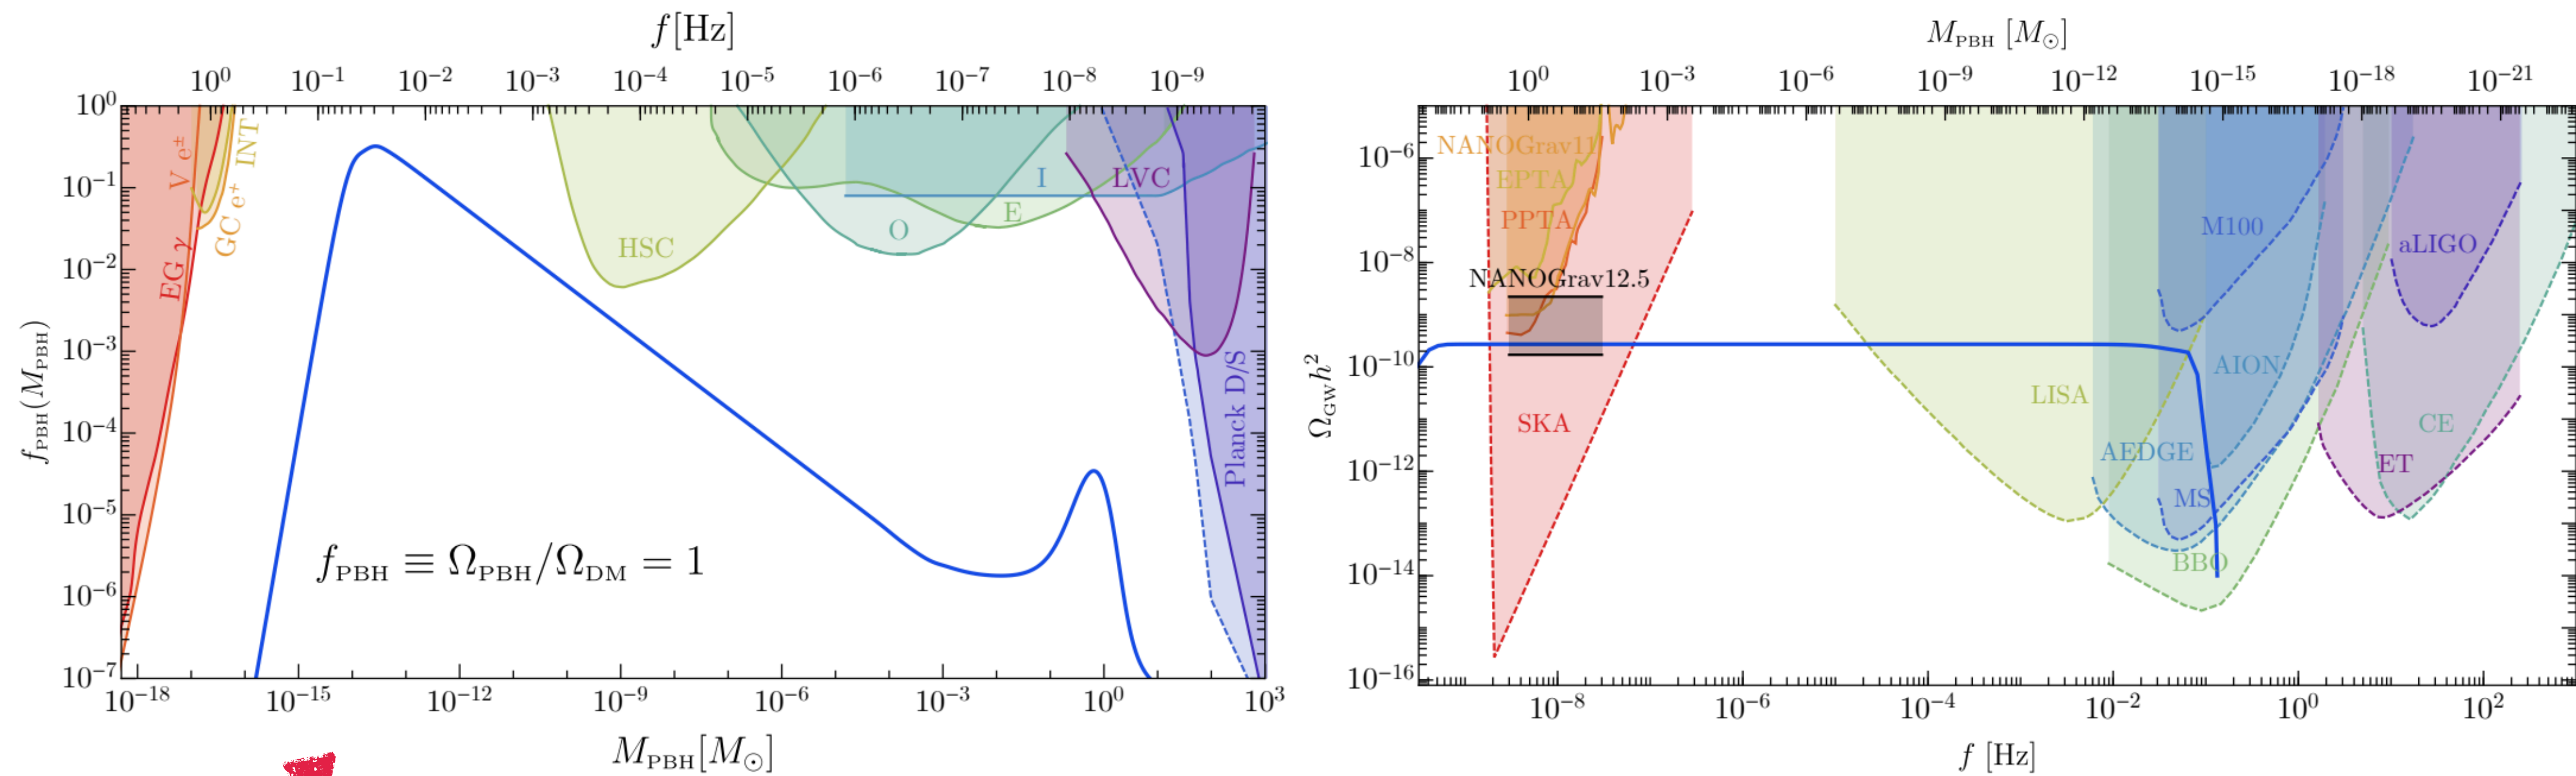 f[Hz]
10^0 10^-1 10^-2 10^-3 10^-4 10^-5 10^-6 10^-7 10^-8 10^-9
10^0
10^-1
10^-2
10^-3
10^-4
10^-5
10^-6
10^-7
f_PBH(M_PBH)
V e^±
EG γ
GC e^+
INT
HSC
O
E
I
LVC
Planck D/S
f_PBH ≡ Ω_PBH/Ω_DM = 1
10^-18 10^-15 10^-12 10^-9 10^-6 10^-3 10^0 10^3
M_PBH[M_⊙]
M_PBH [M_⊙]
10^0 10^-3 10^-6 10^-9 10^-12 10^-15 10^-18 10^-21
10^-6
10^-8
10^-10
10^-12
10^-14
10^-16
Ω_GW h^2
NANOGrav11
EPTA
PPTA
NANOGrav12.5
SKA
LISA
AEDGE
MS
BBO
M100
AION
aLIGO
CE
ET
10^-8 10^-6 10^-4 10^-2 10^0 10^2
f [Hz]